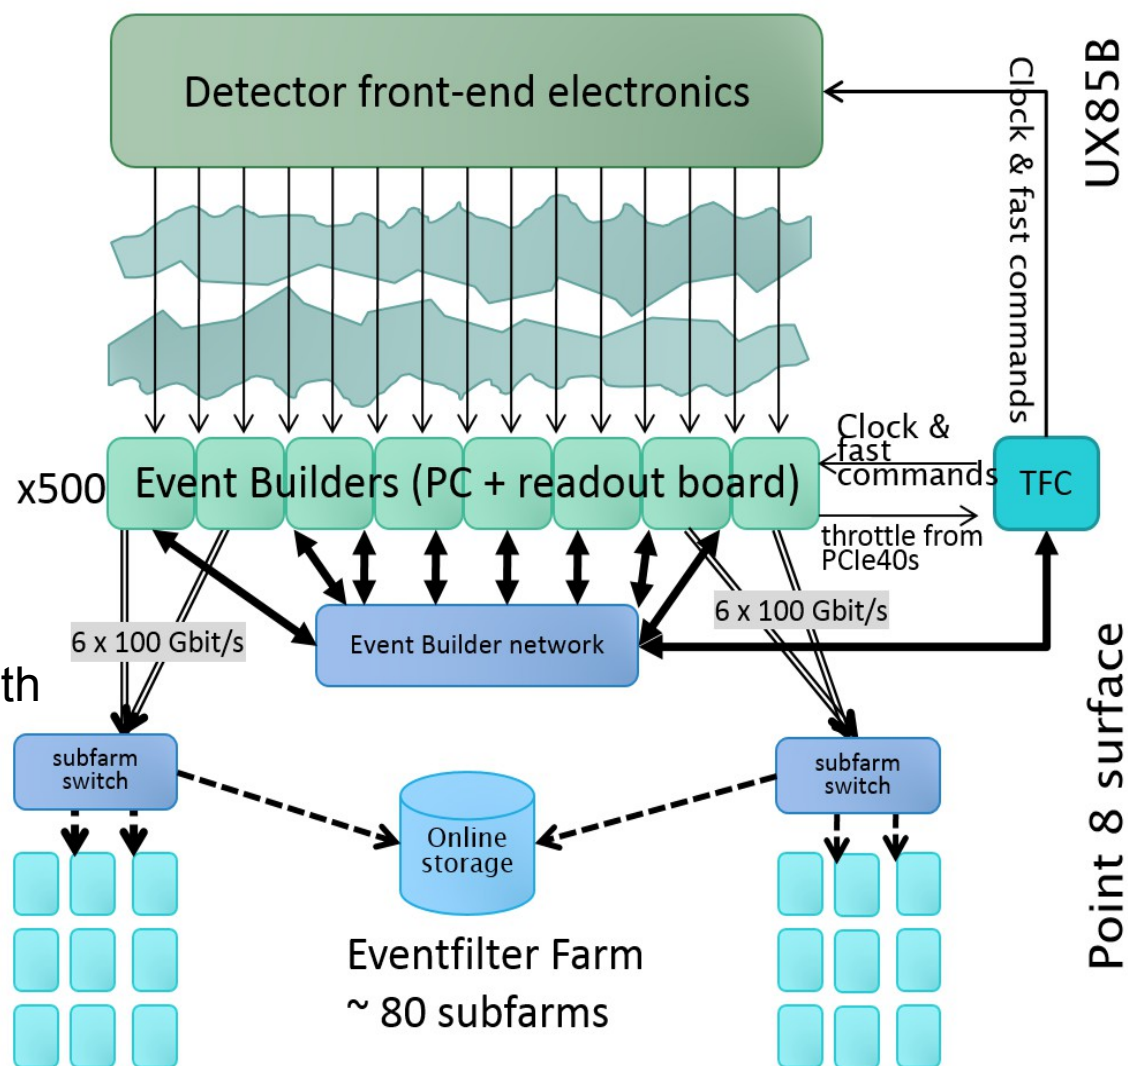 Detector front-end electronics
UX85B
Clock & fast commands
Clock &
fast
commands
x500
Event Builders (PC + readout board)
TFC
throttle from
PCIe40s
6 x 100 Gbit/s
Event Builder network
6 x 100 Gbit/s
th
subfarm
switch
subfarm
switch
Online
storage
Point 8 surface
Eventfilter Farm
~ 80 subfarms